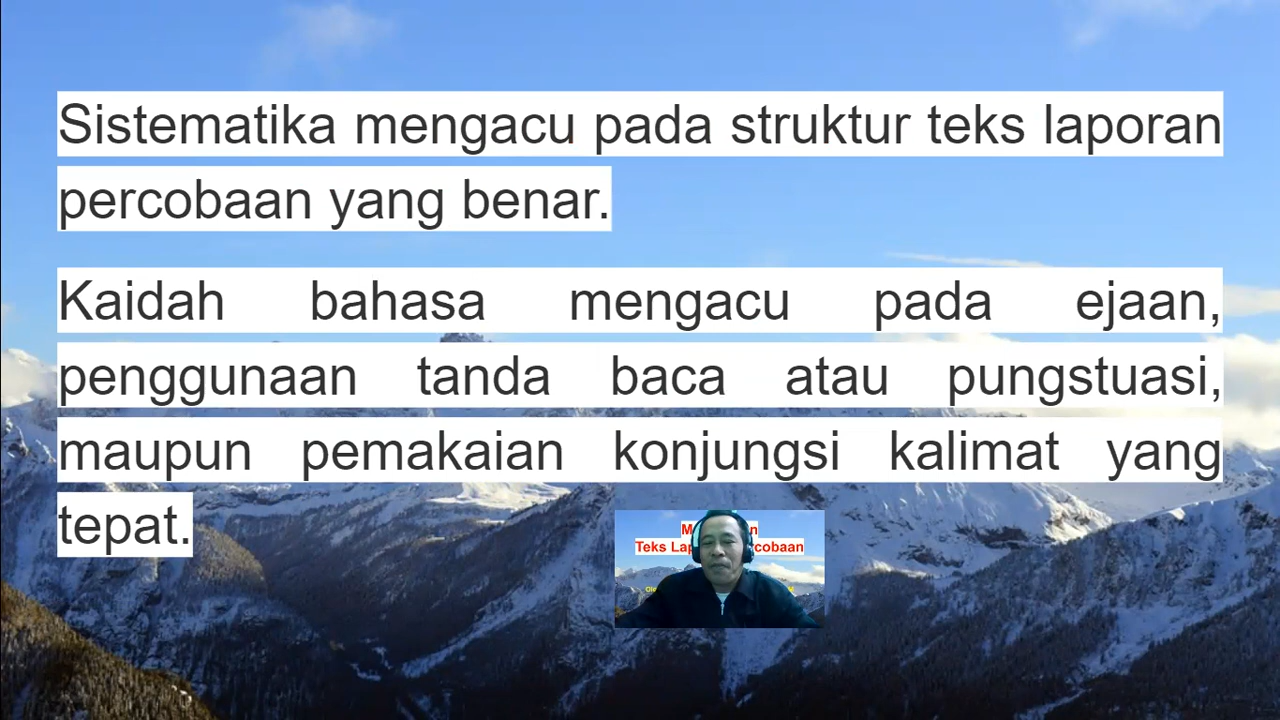 Sistematika mengacu pada struktur teks laporan
percobaan yang benar.
Kaidah bahasa mengacu pada ejaan,
penggunaan tanda baca atau pungstuasi,
maupun pemakaian konjungsi kalimat yang
tepat.
Teks